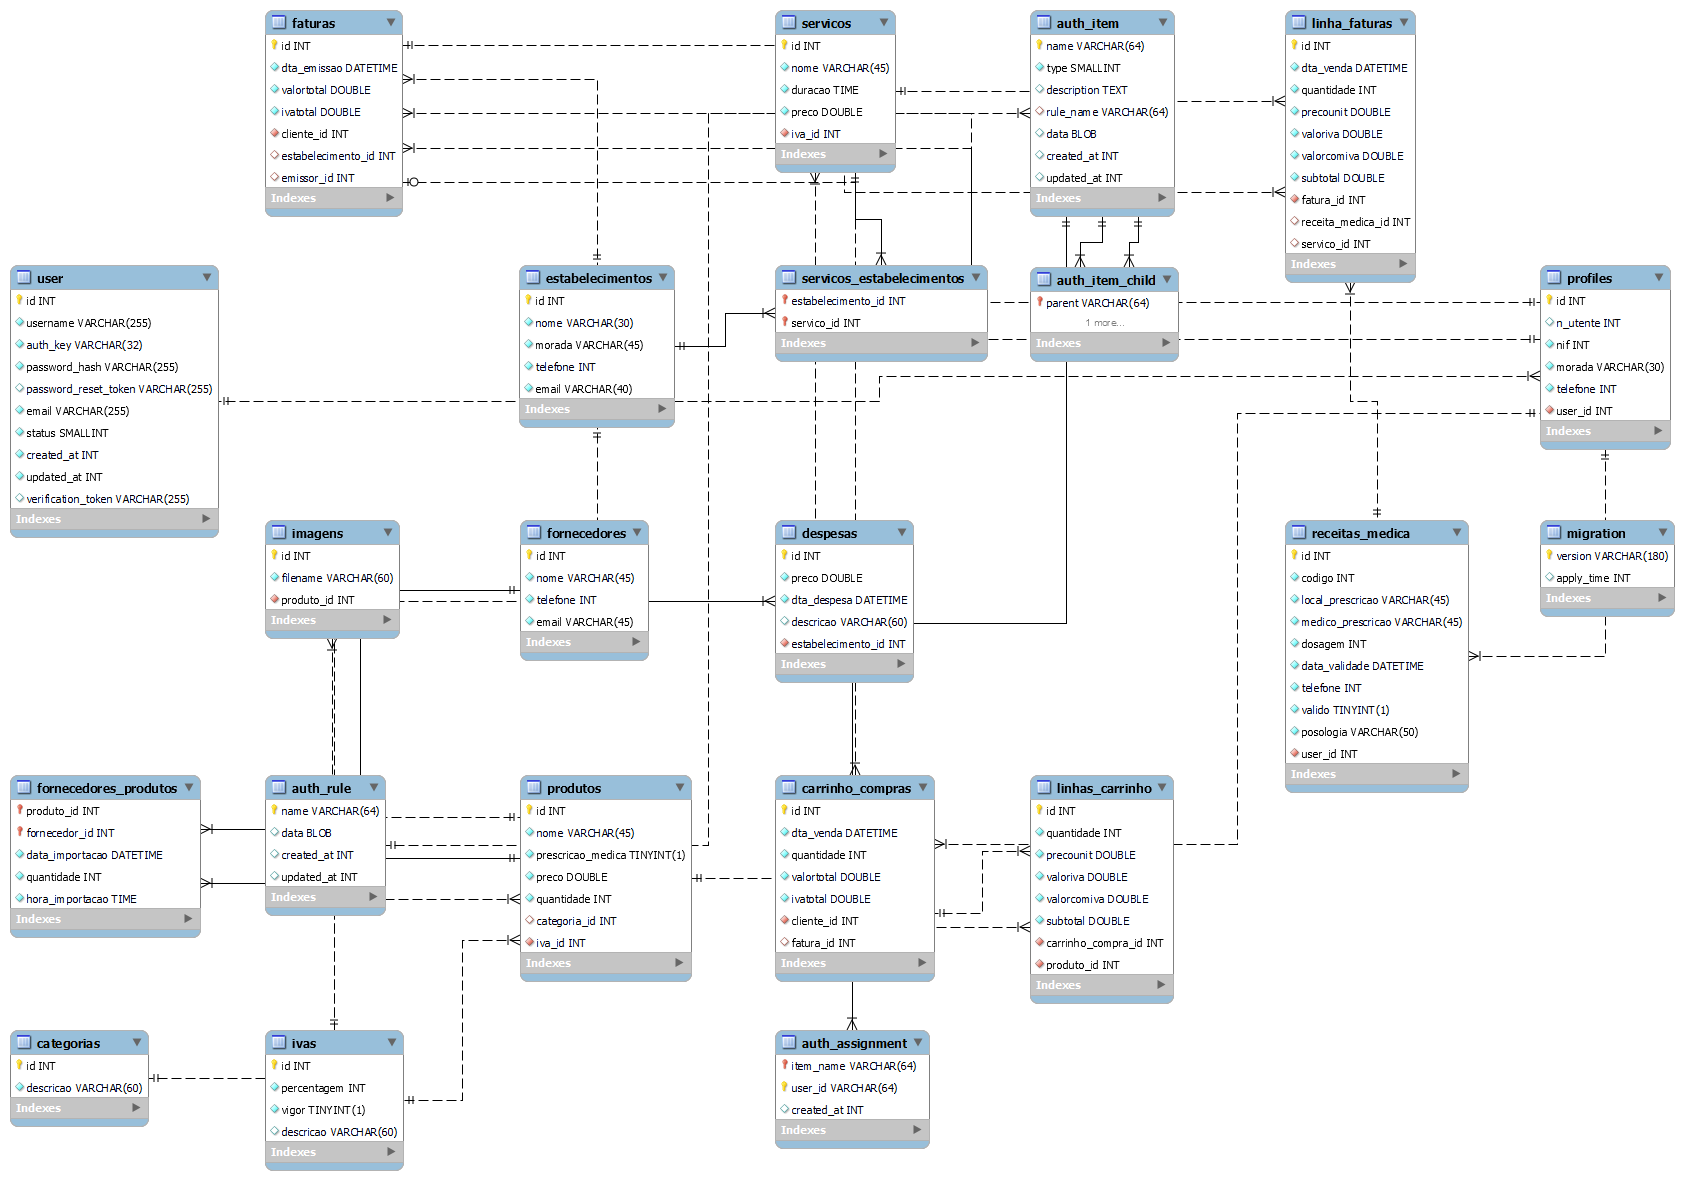 faturas
id INT
dta_emissao DATETIME
valortotal DOUBLE
ivatotal DOUBLE
cliente_id INT
estabelecimento_id INT
emissor_id INT
Indexes
servicos
id INT
nome VARCHAR(45)
duracao TIME
preco DOUBLE
iva_id INT
Indexes
auth_item
name VARCHAR(64)
type SMALLINT
description TEXT
rule_name VARCHAR(64)
data BLOB
created_at INT
updated_at INT
Indexes
linha_faturas
id INT
dta_venda DATETIME
quantidade INT
precounit DOUBLE
valoriva DOUBLE
valorcomiva DOUBLE
subtotal DOUBLE
fatura_id INT
receita_medica_id INT
servico_id INT
Indexes
user
id INT
username VARCHAR(255)
auth_key VARCHAR(32)
password_hash VARCHAR(255)
password_reset_token VARCHAR(255)
email VARCHAR(255)
status SMALLINT
created_at INT
updated_at INT
verification_token VARCHAR(255)
Indexes
estabelecimentos
id INT
nome VARCHAR(30)
morada VARCHAR(45)
telefone INT
email VARCHAR(40)
Indexes
servicos_estabelecimentos
estabelecimento_id INT
servico_id INT
Indexes
auth_item_child
parent VARCHAR(64)
1 more...
Indexes
profiles
id INT
n_utente INT
nif INT
morada VARCHAR(30)
telefone INT
user_id INT
Indexes
imagens
id INT
filename VARCHAR(60)
produto_id INT
Indexes
fornecedores
id INT
nome VARCHAR(45)
telefone INT
email VARCHAR(45)
Indexes
despesas
id INT
preco DOUBLE
dta_despesa DATETIME
descricao VARCHAR(60)
estabelecimento_id INT
Indexes
receitas_medica
id INT
codigo INT
local_prescricao VARCHAR(45)
medico_prescricao VARCHAR(45)
dosagem INT
data_validade DATETIME
telefone INT
valido TINYINT(1)
posologia VARCHAR(50)
user_id INT
Indexes
migration
version VARCHAR(180)
apply_time INT
Indexes
fornecedores_produtos
produto_id INT
fornecedor_id INT
data_importacao DATETIME
quantidade INT
hora_importacao TIME
Indexes
auth_rule
name VARCHAR(64)
data BLOB
created_at INT
updated_at INT
Indexes
produtos
id INT
nome VARCHAR(45)
prescricao_medica TINYINT(1)
preco DOUBLE
quantidade INT
categoria_id INT
iva_id INT
Indexes
carrinho_compras
id INT
dta_venda DATETIME
quantidade INT
valortotal DOUBLE
ivatotal DOUBLE
cliente_id INT
fatura_id INT
Indexes
linhas_carrinho
id INT
quantidade INT
precounit DOUBLE
valoriva DOUBLE
valorcomiva DOUBLE
subtotal DOUBLE
carrinho_compra_id INT
produto_id INT
Indexes
categorias
id INT
descricao VARCHAR(60)
Indexes
ivas
id INT
percentagem INT
vigor TINYINT(1)
descricao VARCHAR(60)
Indexes
auth_assignment
item_name VARCHAR(64)
user_id VARCHAR(64)
created_at INT
Indexes